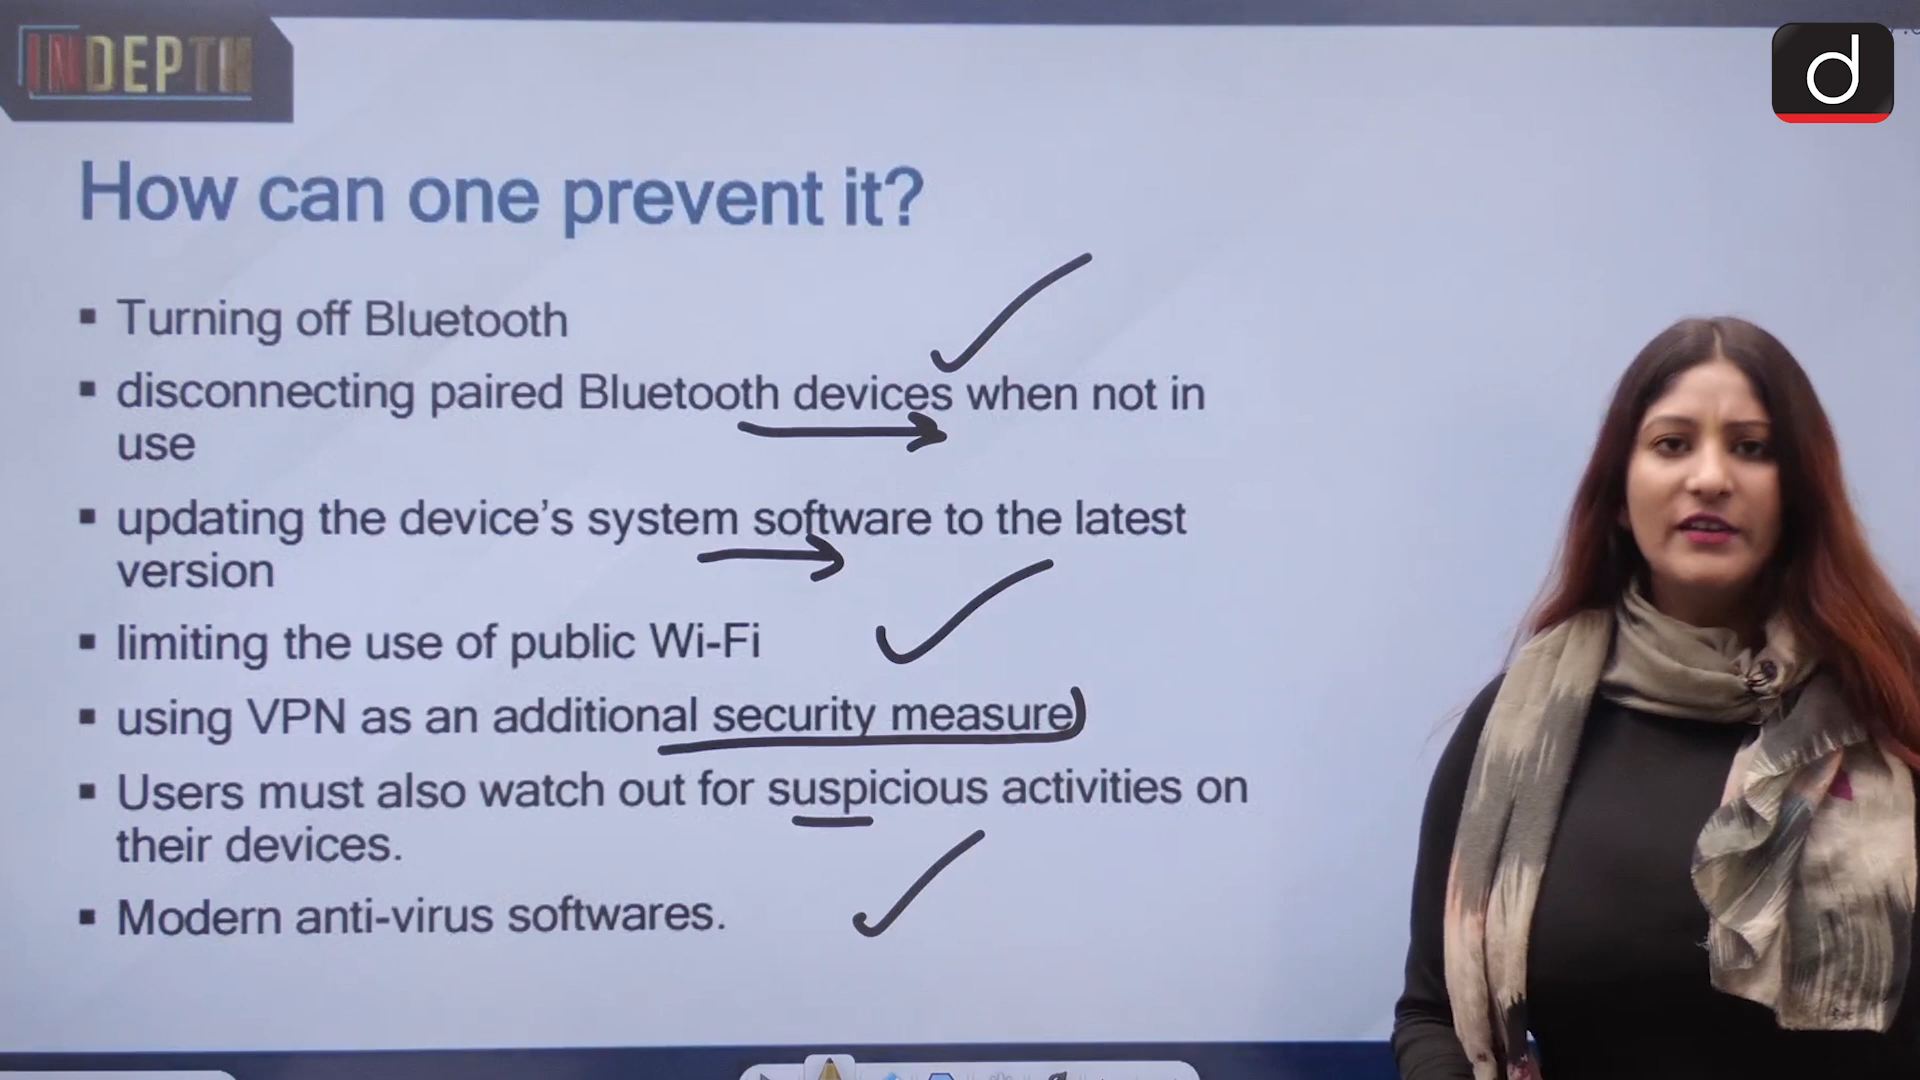 INDEPTH
d
How can one prevent it?
▪ Turning off Bluetooth
▪ disconnecting paired Bluetooth devices when not in
use
▪ updating the device's system software to the latest
version
▪ limiting the use of public Wi-Fi
▪ using VPN as an additional security measure
▪ Users must also watch out for suspicious activities on
their devices.
▪ Modern anti-virus softwares.